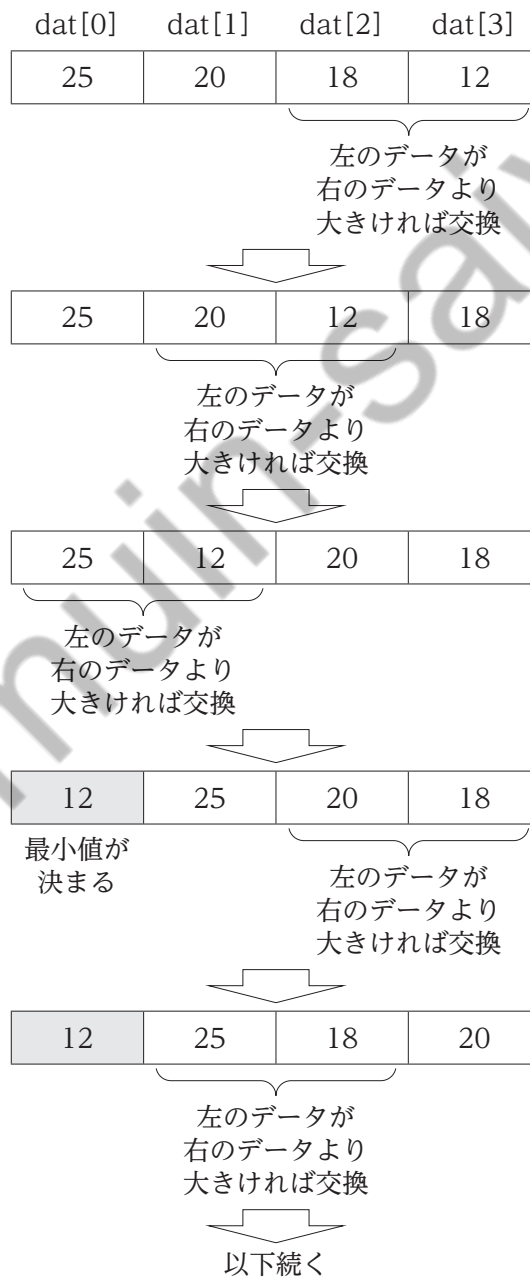 dat[0] dat[1] dat[2] dat[3]
25 20 18 12
左のデータが
右のデータより
大きければ交換
25 20 12 18
左のデータが
右のデータより
大きければ交換
25 12 20 18
左のデータが
右のデータより
大きければ交換
12 25 20 18
最小値が
決まる
左のデータが
右のデータより
大きければ交換
12 25 18 20
左のデータが
右のデータより
大きければ交換
以下続く